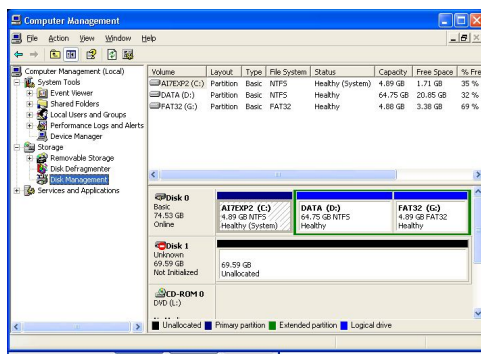 Computer Management
File Action View Window Help
Computer Management (Local)
System Tools
Event Viewer
Shared Folders
Local Users and Groups
Performance Logs and Alerts
Device Manager
Storage
Removable Storage
Disk Defragmenter
Disk Management
Services and Applications
Volume Layout Type File System Status Capacity Free Space % Fre
AI7EXP2 (C:) Partition Basic NTFS Healthy (System) 4.89 GB 1.71 GB 35 %
DATA (D:) Partition Basic NTFS Healthy 64.75 GB 20.85 GB 32 %
FAT32 (G:) Partition Basic FAT32 Healthy 4.88 GB 3.38 GB 69 %
Disk 0
Basic
74.53 GB
Online
AI7EXP2 (C:)
4.89 GB NTFS
Healthy (System)
DATA (D:)
64.75 GB NTFS
Healthy
FAT32 (G:)
4.89 GB FAT32
Healthy
Disk 1
Unknown
69.59 GB
Not Initialized
69.59 GB
Unallocated
CD-ROM 0
DVD (L:)
Unallocated Primary partition Extended partition Logical drive